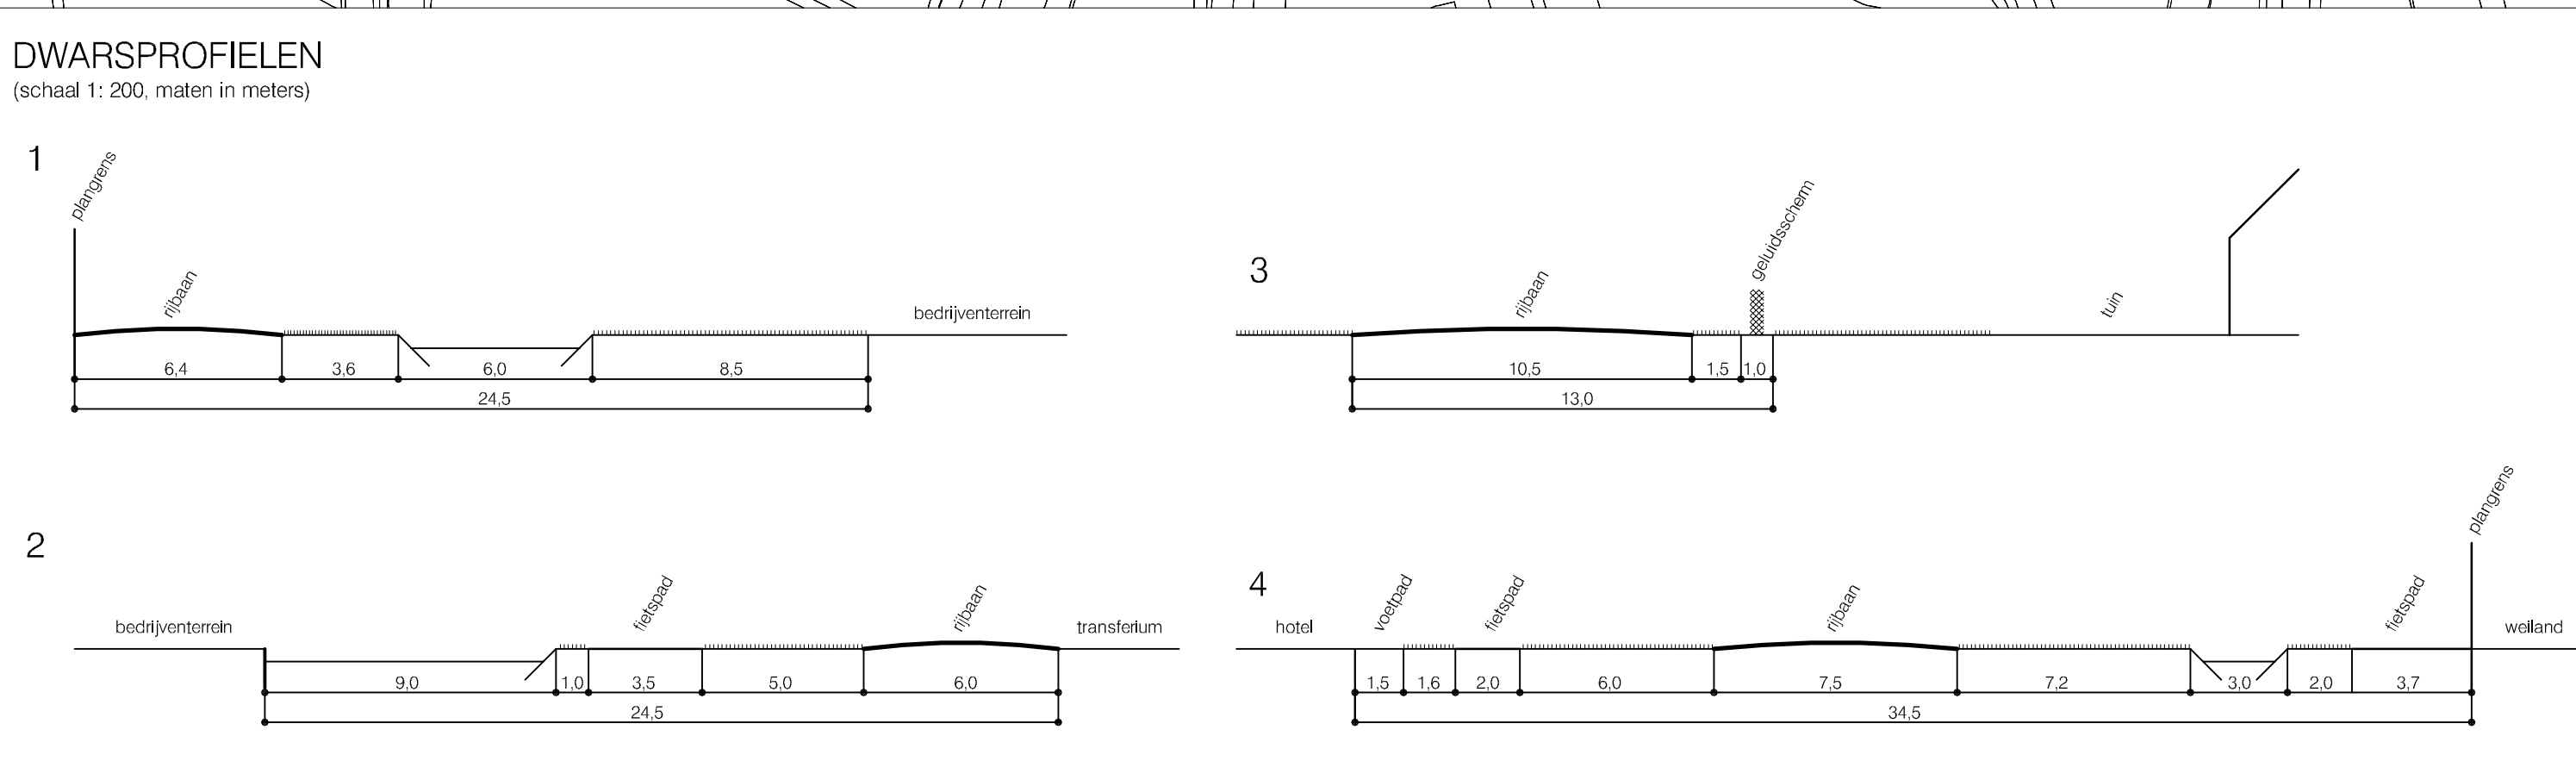 DWARSPROFIELEN
(schaal 1: 200, maten in meters)
1
plangrens
rijbaan
bedrijventerrein
6,4
3,6
6,0
8,5
24,5
2
bedrijventerrein
fietspad
rijbaan
transferium
9,0
1,0
3,5
5,0
6,0
24,5
3
rijbaan
geluidsscherm
tuin
10,5
1,5
1,0
13,0
4
hotel
voetpad
fietspad
rijbaan
fietspad
plangrens
weiland
1,5
1,6
2,0
6,0
7,5
7,2
3,0
2,0
3,7
34,5